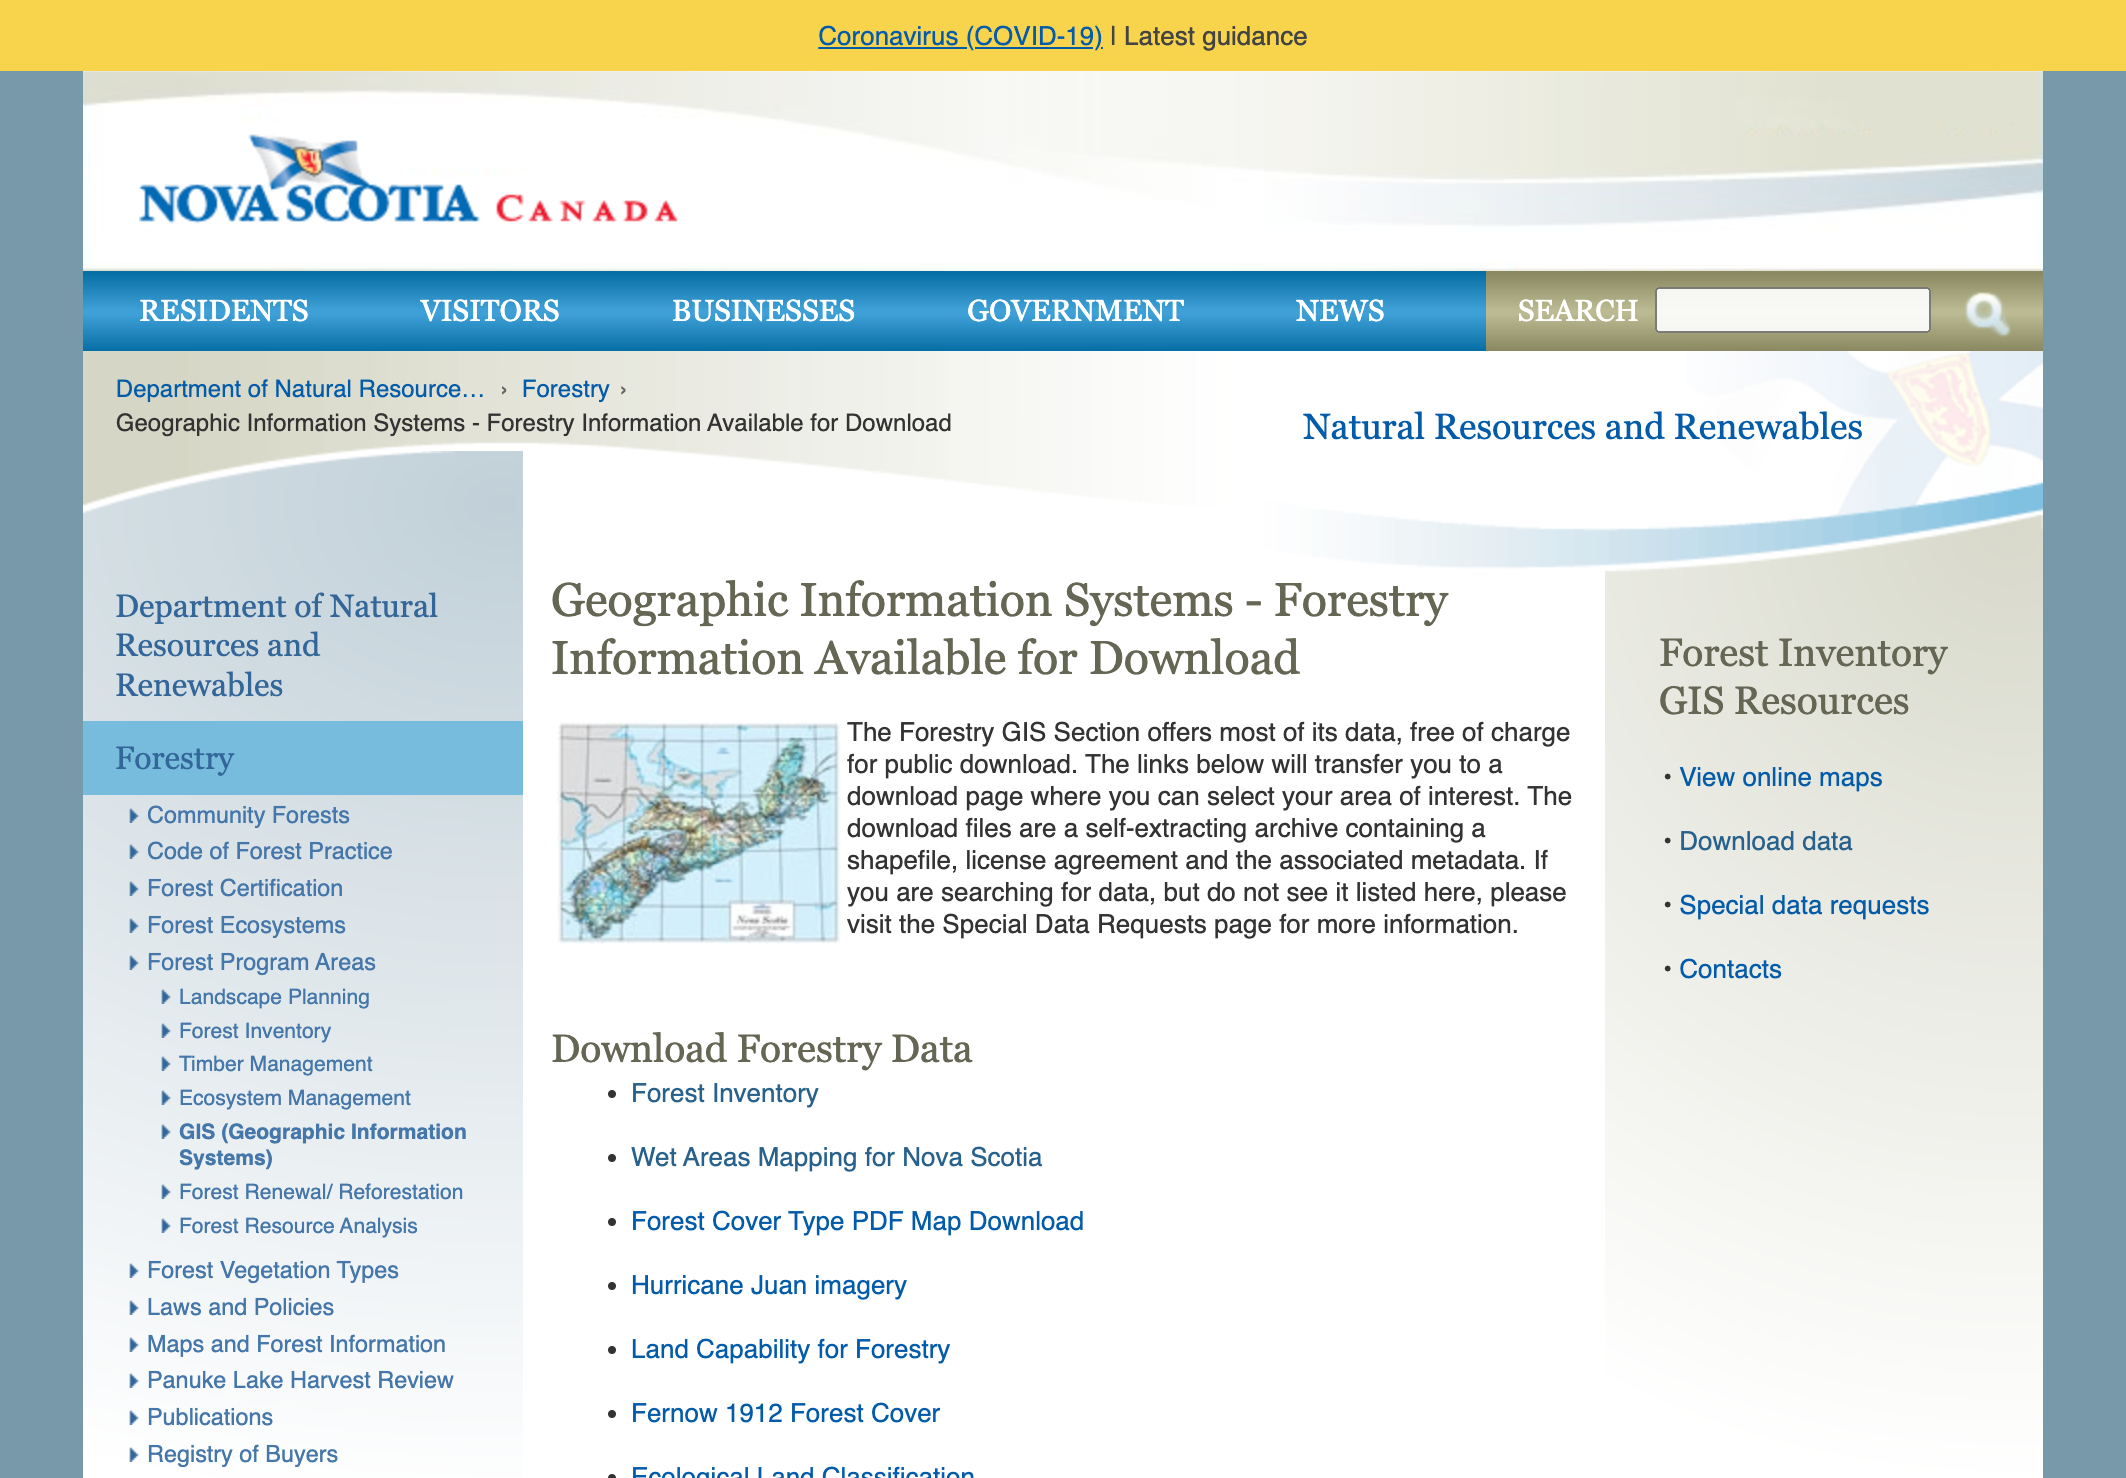 Coronavirus (COVID-19) | Latest guidance
NOVA SCOTIA CANADA
RESIDENTS VISITORS BUSINESSES GOVERNMENT NEWS SEARCH
Department of Natural Resource… › Forestry ›
Geographic Information Systems - Forestry Information Available for Download
Natural Resources and Renewables
Department of Natural
Resources and
Renewables
Forestry
Community Forests
Code of Forest Practice
Forest Certification
Forest Ecosystems
Forest Program Areas
Landscape Planning
Forest Inventory
Timber Management
Ecosystem Management
GIS (Geographic Information
Systems)
Forest Renewal/ Reforestation
Forest Resource Analysis
Forest Vegetation Types
Laws and Policies
Maps and Forest Information
Panuke Lake Harvest Review
Publications
Registry of Buyers
Geographic Information Systems - Forestry
Information Available for Download
Nova Scotia
The Forestry GIS Section offers most of its data, free of charge
for public download. The links below will transfer you to a
download page where you can select your area of interest. The
download files are a self-extracting archive containing a
shapefile, license agreement and the associated metadata. If
you are searching for data, but do not see it listed here, please
visit the Special Data Requests page for more information.
Download Forestry Data
• Forest Inventory
• Wet Areas Mapping for Nova Scotia
• Forest Cover Type PDF Map Download
• Hurricane Juan imagery
• Land Capability for Forestry
• Fernow 1912 Forest Cover
• Ecological Land Classification
Forest Inventory
GIS Resources
• View online maps
• Download data
• Special data requests
• Contacts